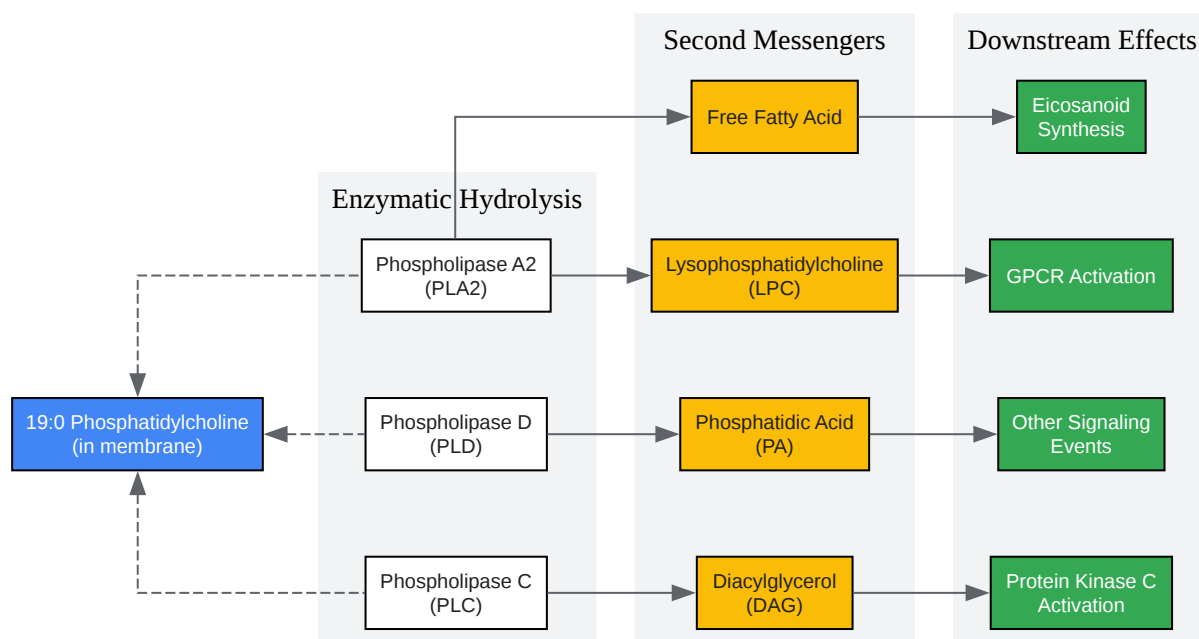 Second Messengers
Downstream Effects
Free Fatty Acid
Eicosanoid
Synthesis
Enzymatic Hydrolysis
Phospholipase A2
(PLA2)
Lysophosphatidylcholine
(LPC)
GPCR Activation
19:0 Phosphatidylcholine
(in membrane)
Phospholipase D
(PLD)
Phosphatidic Acid
(PA)
Other Signaling
Events
Phospholipase C
(PLC)
Diacylglycerol
(DAG)
Protein Kinase C
Activation